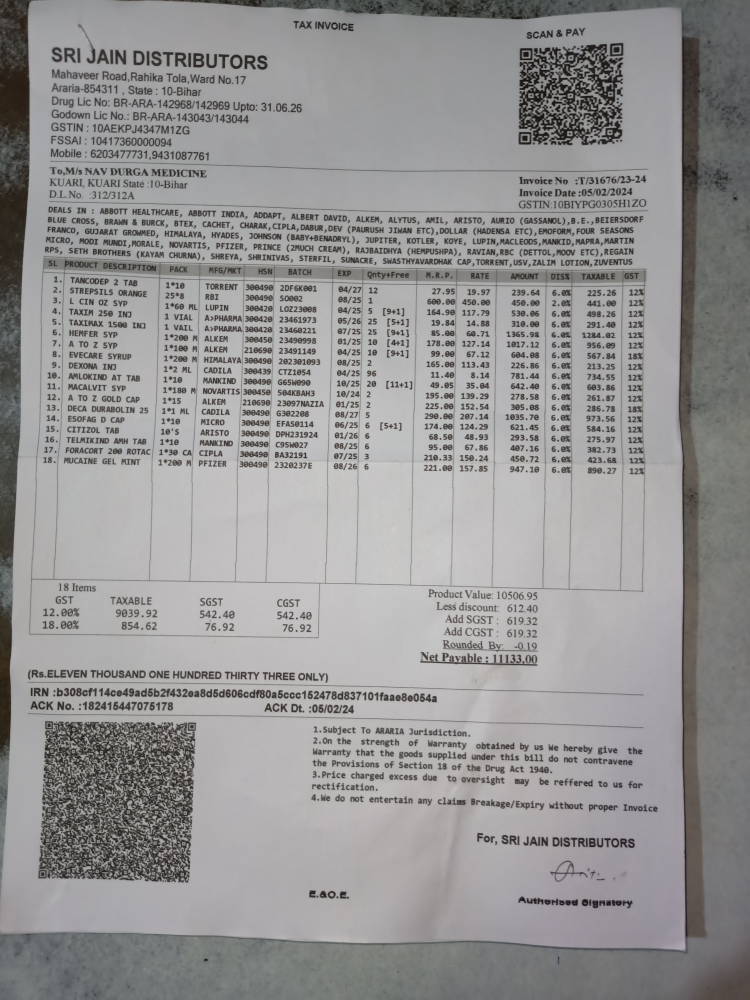 TAX INVOICE
SCAN & PAY
SRI JAIN DISTRIBUTORS
Mahaveer Road,Rahika Tola,Ward No.17
Araria-854311 , State : 10-Bihar
Drug Lic No: BR-ARA-142968/142969 Upto: 31.06.26
Godown Lic No.: BR-ARA-143043/143044
GSTIN : 10AEKPJ4347M1ZG
FSSAI : 10417360000094
Mobile : 6203477731,9431087761
To,M/s NAV DURGA MEDICINE
KUARI, KUARI State :10-Bihar
D.L No. :312/312A
Invoice No :T/31676/23-24
Invoice Date :05/02/2024
GSTIN:10BIYPG0305H1ZO
DEALS IN : ABBOTT HEALTHCARE, ABBOTT INDIA, ADDAPT, ALBERT DAVID, ALKEM, ALYTUS, AMIL, ARISTO, AURIO (GASSANOL),B.E.,BEIERSDORF
BLUE CROSS, BRAWN & BURCK, BTEX, CACHET, CHARAK,CIPLA,DABUR,DEV (PAURUSH JIWAN ETC),DOLLAR (HADENSA ETC),EMOFORM,FOUR SEASONS
FRANCO, GUJARAT GROWMED, HIMALAYA, HYADES, JOHNSON (BABY+BENADRYL), JUPITER, KOTLER, KOYE, LUPIN,MACLEODS,MANKID,MAPRA,MARTIN
MICRO, MODI MUNDI,MORALE, NOVARTIS, PFIZER, PRINCE (2MUCH CREAM), RAJBAIDHYA (HEMPUSHPA), RAVIAN,RBC (DETTOL,MOOV ETC),REGAIN
RPS, SETH BROTHERS (KAYAM CHURNA), SHREYA, SHRINIVAS, STERFIL, SUNACRE, SWASTHYAVARDHAK CAP,TORRENT,USV,ZALIM LOTION,ZUVENTUS
SL PRODUCT DESCRIPTION PACK MFG/MKT HSN BATCH EXP Qnty+Free M.R.P. RATE AMOUNT DIS% TAXABLE GST
1. TANCODEP 2 TAB 1*10 TORRENT 300490 2DF6K001 04/27 12 27.95 19.97 239.64 6.0% 225.26 12%
2. STREPSILS ORANGE 25*8 RBI 300490 SO002 08/25 1 600.00 450.00 450.00 2.0% 441.00 12%
3. L CIN OZ SYP 1*60 ML LUPIN 300420 LOZ23008 04/25 5 [9+1] 164.90 117.79 530.06 6.0% 498.26 12%
4. TAXIM 250 INJ 1 VIAL A>PHARMA 300420 23461973 05/26 25 [5+1] 19.84 14.88 310.00 6.0% 291.40 12%
5. TAXIMAX 1500 INJ 1 VAIL A>PHARMA 300420 23460221 07/25 25 [9+1] 85.00 60.71 1365.98 6.0% 1284.02 12%
6. HEMFER SYP 1*200 M ALKEM 300450 23490998 01/25 10 [4+1] 178.00 127.14 1017.12 6.0% 956.09 12%
7. A TO Z SYP 1*100 M ALKEM 210690 23491149 10 [9+1] 99.00 67.12 604.08 6.0% 567.84 18%
8. EVECARE SYRUP 1*200 M HIMALAYA 300490 202301093 08/25 2 165.00 113.43 226.86 6.0% 213.25 12%
9. DEXONA INJ 1*2 ML CADILA 300439 CTZ1054 04/25 96 11.40 8.14 781.44 6.0% 734.55 12%
10. AMLOKIND AT TAB 1*10 MANKIND 300490 G65W090 10/25 20 [11+1] 49.05 35.04 642.40 6.0% 603.86 12%
11. MACALVIT SYP 1*180 M NOVARTIS 300450 504KBAH3 10/24 2 195.00 139.29 278.58 6.0% 261.87 12%
12. A TO Z GOLD CAP 1*15 ALKEM 210690 23097NAZIA 01/25 2 225.00 152.54 305.08 6.0% 286.78 18%
13. DECA DURABOLIN 25 1*1 ML CADILA 300490 G302208 08/27 5 290.00 207.14 1035.70 6.0% 973.56 12%
14. ESOFAG D CAP 1*10 MICRO 300490 EFAS0114 05/25 6 [5+1] 174.00 124.29 621.45 6.0% 584.16 12%
15. CITIZOL TAB 10'S ARISTO 300490 DPH231924 06/26 6 68.50 48.93 293.58 6.0% 275.97 12%
16. TELMIKIND AMH TAB 1*10 MANKIND 300490 C95W027 08/25 6 95.00 67.86 407.16 6.0% 382.73 12%
17. FORACORT 200 ROTAC 1*30 CA CIPLA 300490 BA32191 07/25 3 210.33 150.24 450.72 6.0% 423.68 12%
18. MUCAINE GEL MINT 1*200 M PFIZER 300490 2320237E 08/26 6 221.00 157.85 947.10 6.0% 890.27 12%
18 Items
GST TAXABLE SGST CGST
12.00% 9039.92 542.40 542.40
18.00% 854.62 76.92 76.92
Product Value: 10506.95
Less discount: 612.40
Add SGST : 619.32
Add CGST : 619.32
Rounded By: -0.19
Net Payable : 11133.00
(Rs.ELEVEN THOUSAND ONE HUNDRED THIRTY THREE ONLY)
IRN :b308cf114ce49ad5b2f432ea8d5d606cdf80a5ccc152478d837101faae8e054a
ACK No. :182415447075178 ACK Dt. :05/02/24
1.Subject To ARARIA Jurisdiction.
2.On the strength of Warranty obtained by us We hereby give the
Warranty that the goods supplied under this bill do not contravene
the Provisions of Section 18 of the Drug Act 1940.
3.Price charged excess due to oversight may be reffered to us for
rectification.
4.We do not entertain any claims Breakage/Expiry without proper Invoice
For, SRI JAIN DISTRIBUTORS
E.&O.E.
Authorised Signatory